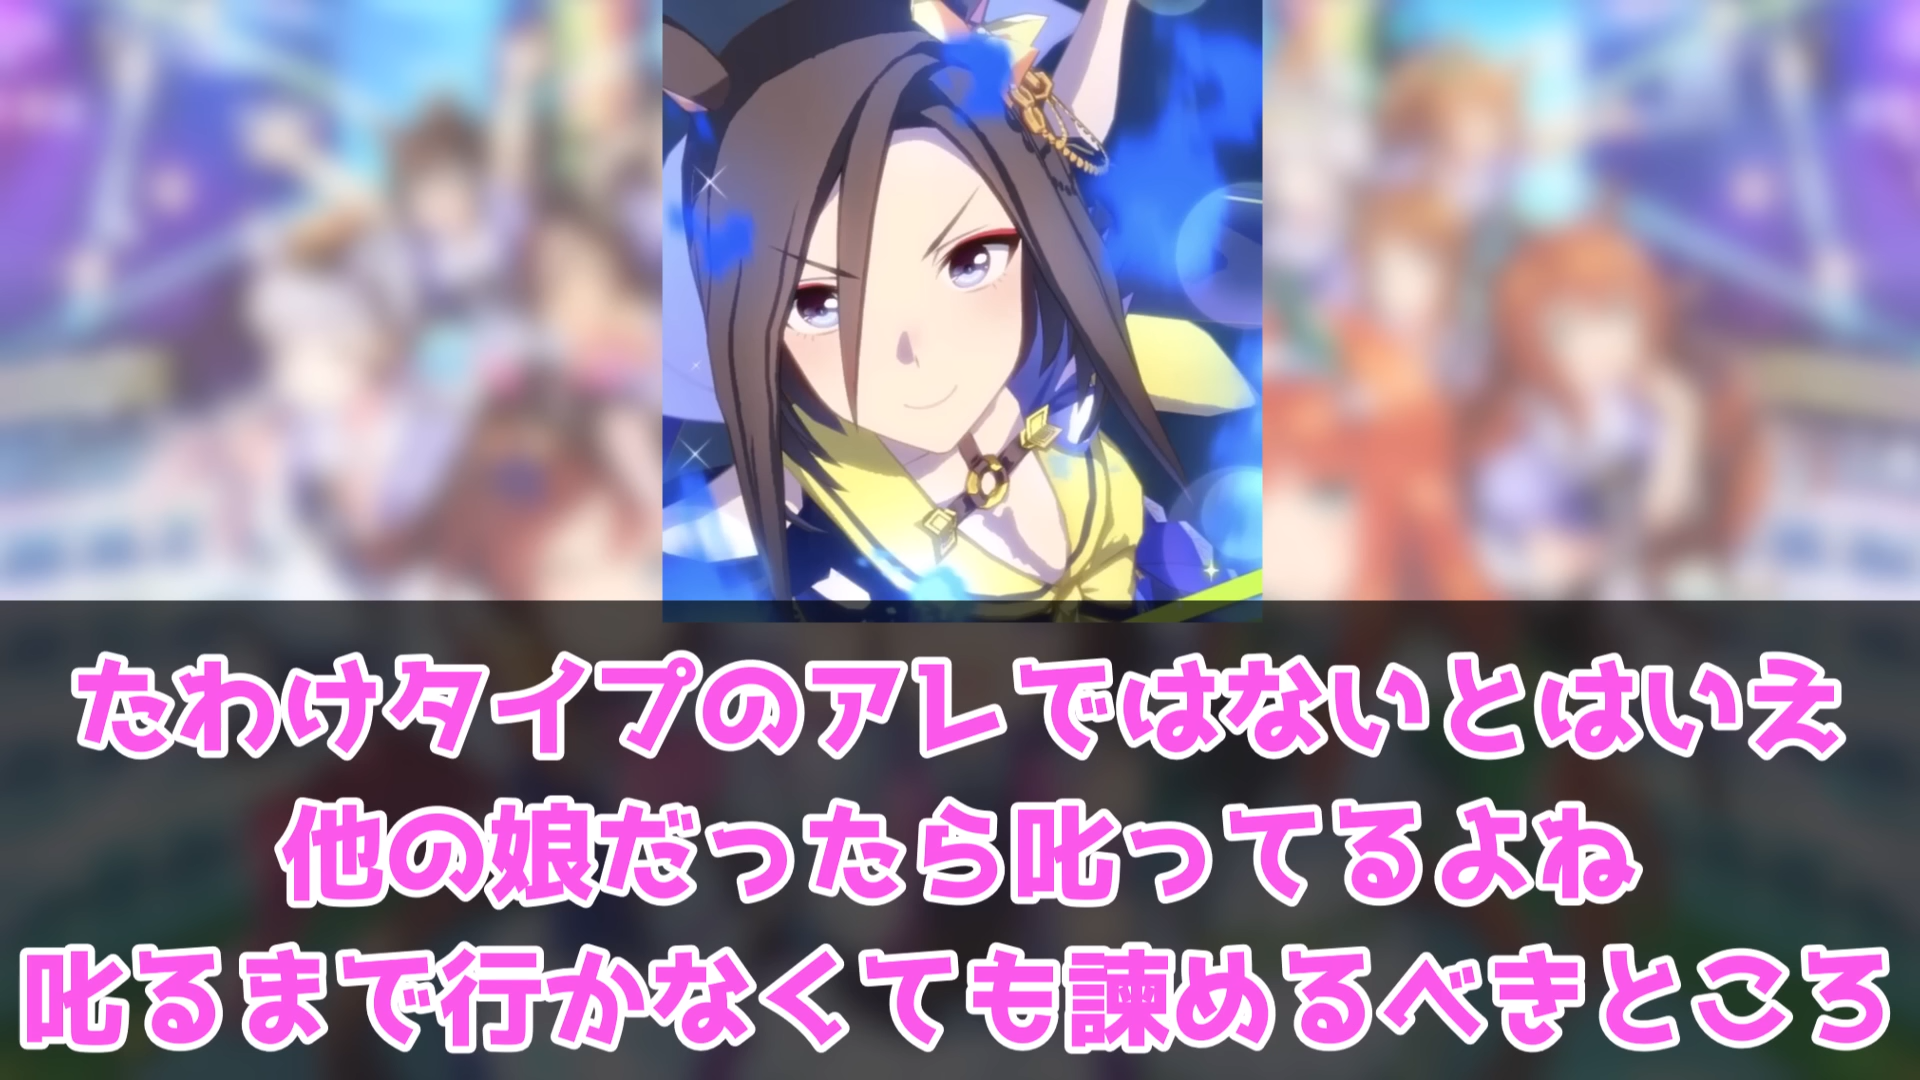 たわけタイプのアレではないとはいえ
他の娘だったら叱ってるよね
叱るまで行かなくても諫めるべきところ